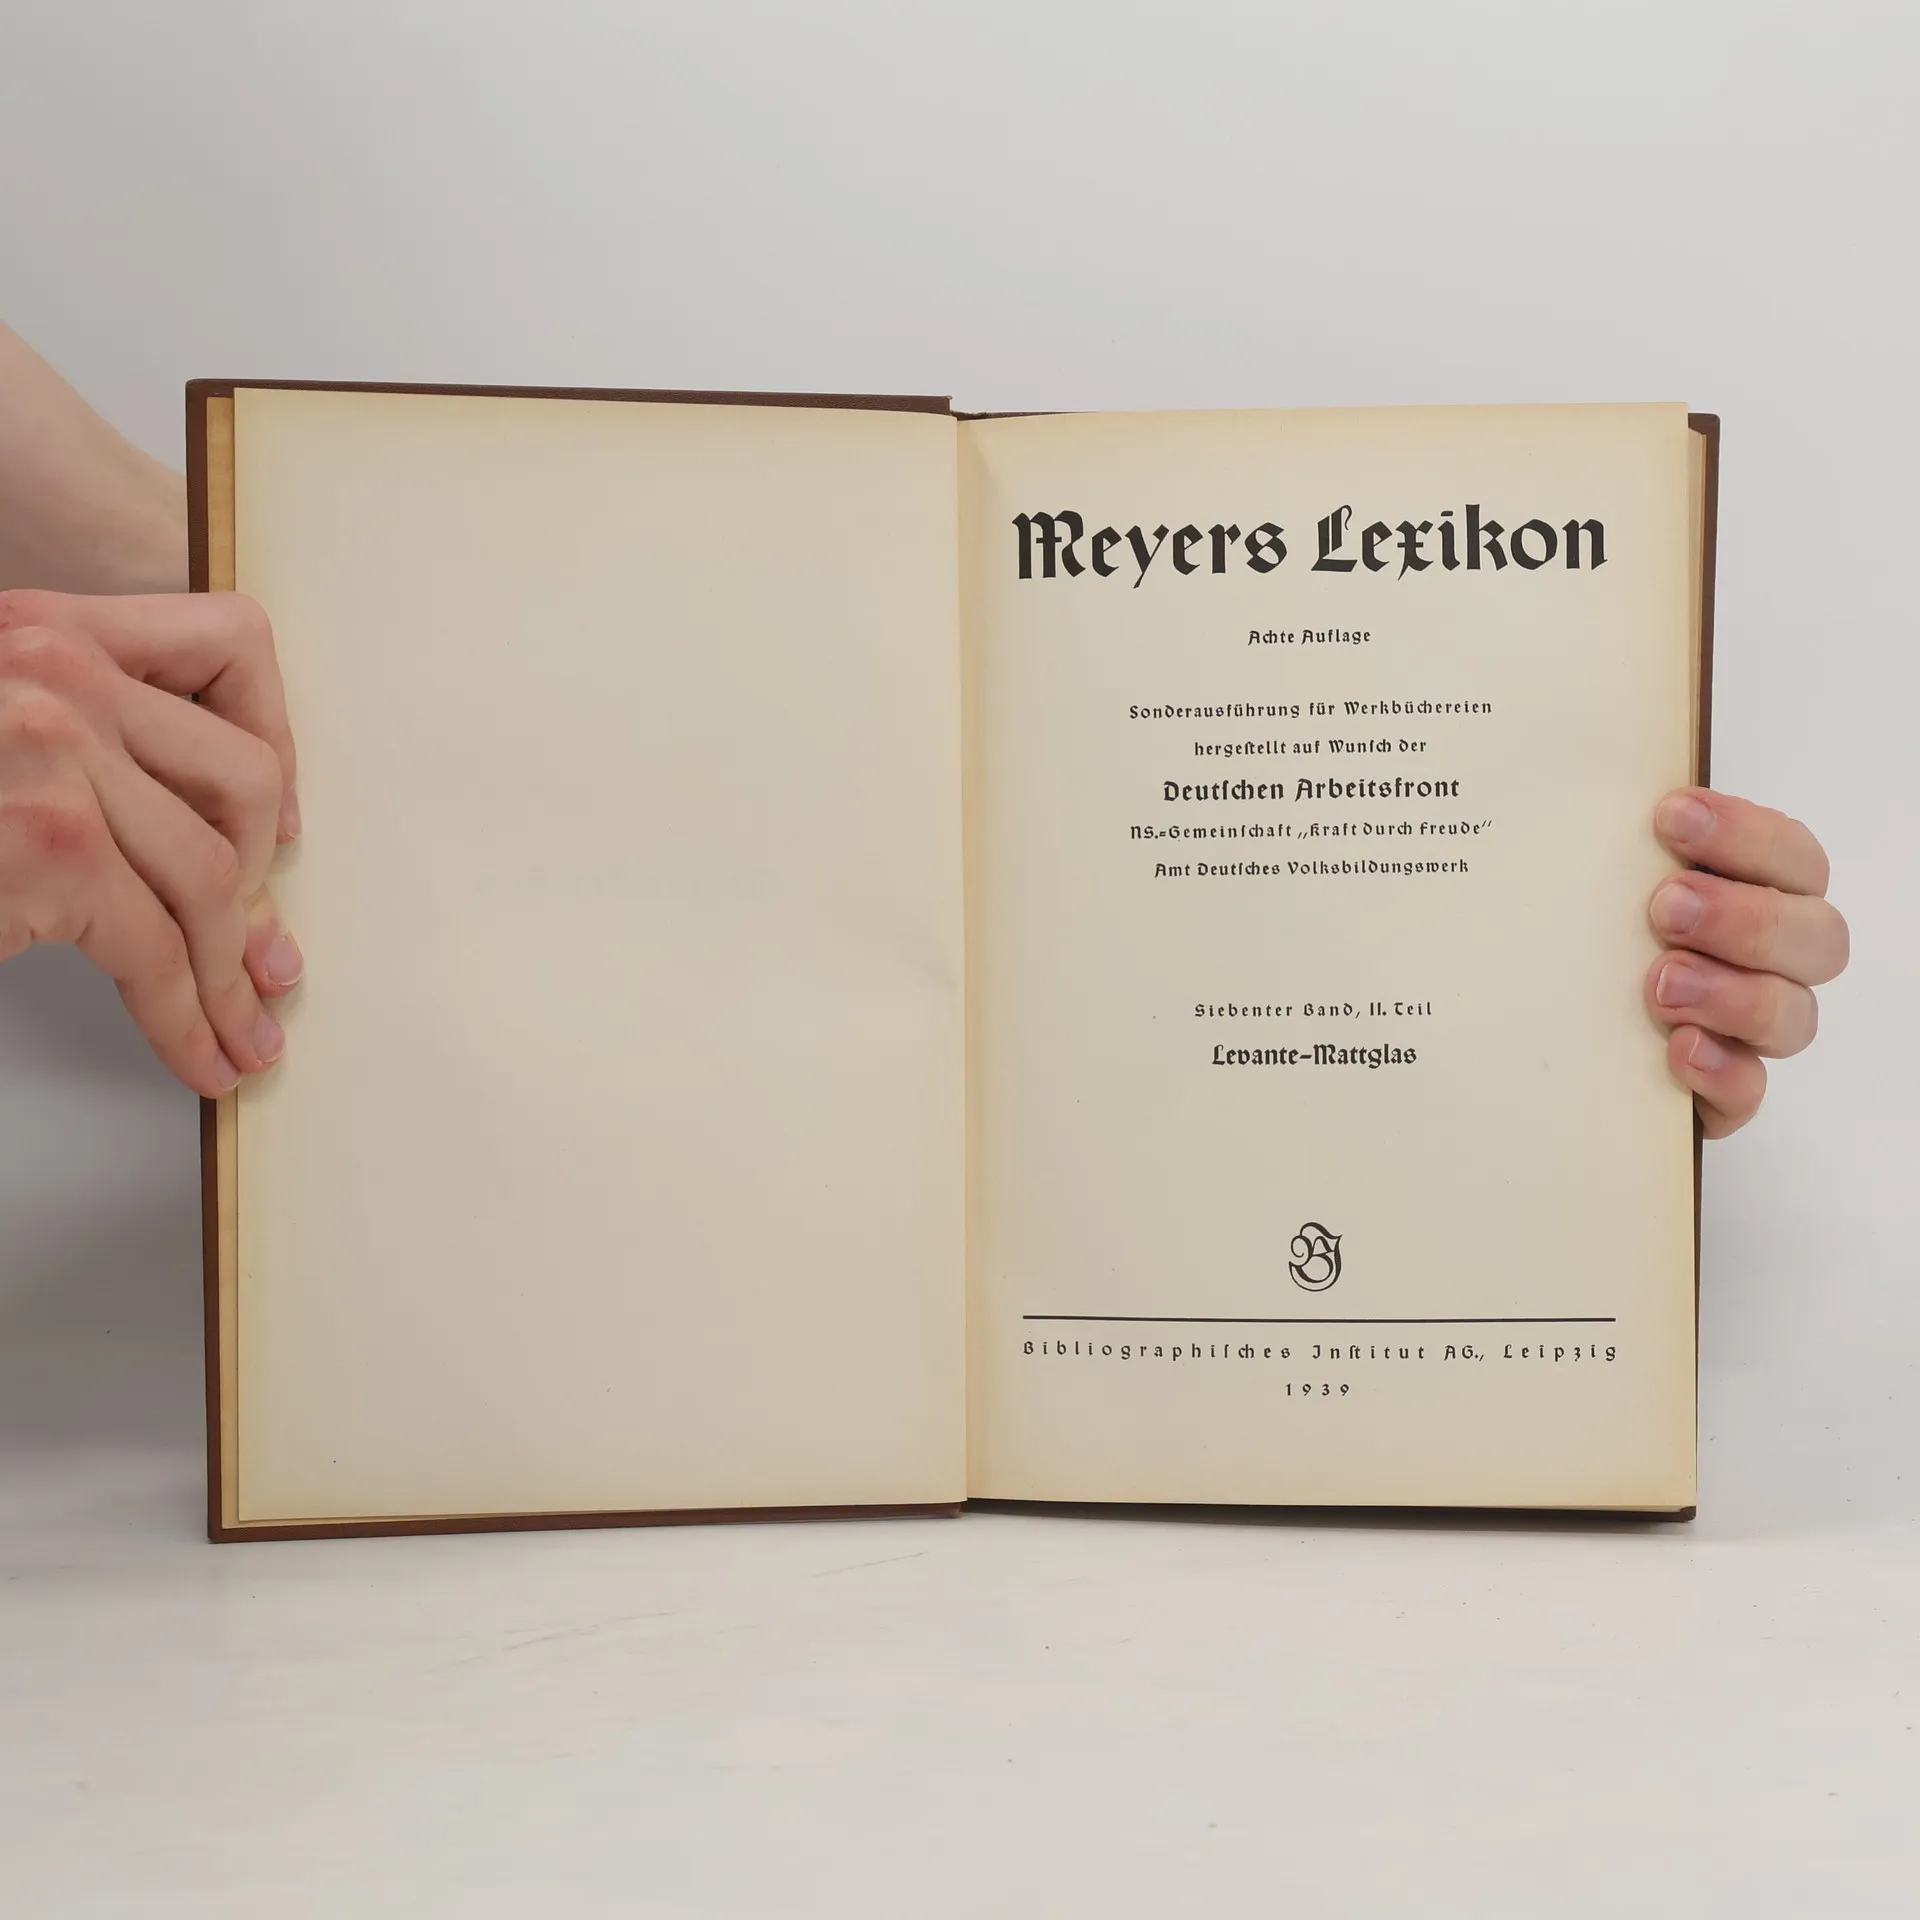 Meyers Lexikon
Achte Auflage
Sonderausführung für Werkbüchereien
hergeſtellt auf Wunſch der
Deutſchen Arbeitsfront
NS.=Gemeinſchaft „Kraft durch Freude“
Amt Deutſches Volksbildungswerk
Siebenter Band, II. Teil
Levante–Mattglas
BI
Bibliographiſches Inſtitut AG., Leipzig
1939